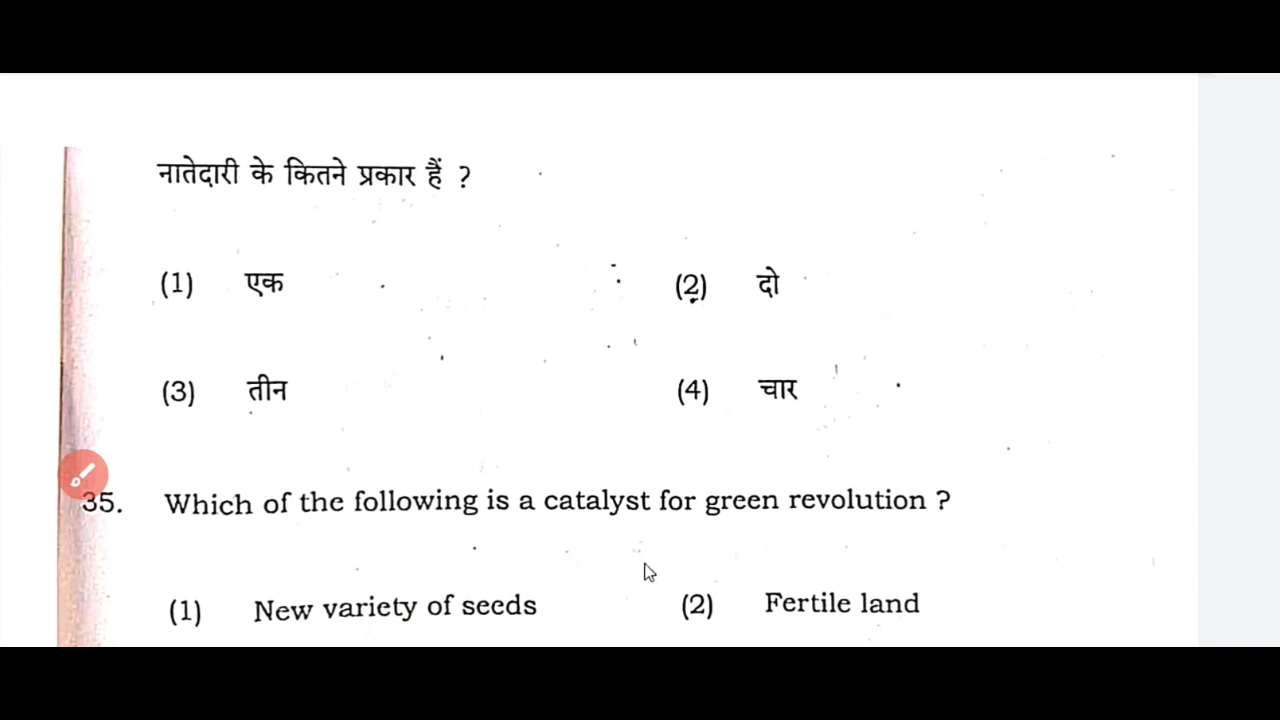 नातेदारी के कितने प्रकार हैं ?
(1) एक (2) दो
(3) तीन (4) चार
35. Which of the following is a catalyst for green revolution ?
(1) New variety of seeds (2) Fertile land